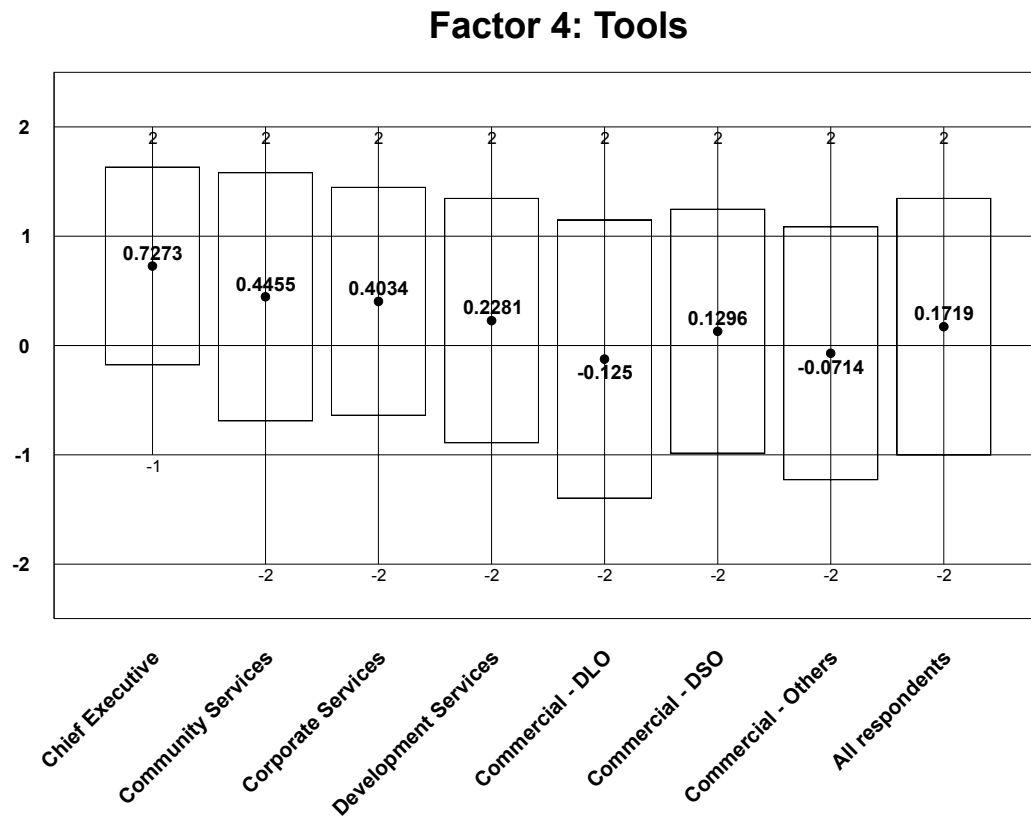 Factor 4: Tools
2
1
0
-1
-2
2 2 2 2 2 2 2 2
0.7273 0.4455 0.4034 0.2281 -0.125 0.1296 -0.0714 0.1719
-1 -2 -2 -2 -2 -2 -2 -2
Chief Executive
Community Services
Corporate Services
Development Services
Commercial - DLO
Commercial - DSO
Commercial - Others
All respondents